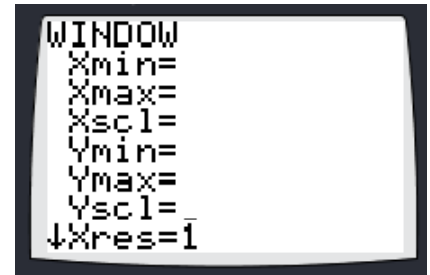 WINDOW
Xmin=
Xmax=
Xscl=
Ymin=
Ymax=
Yscl=
↓Xres=1